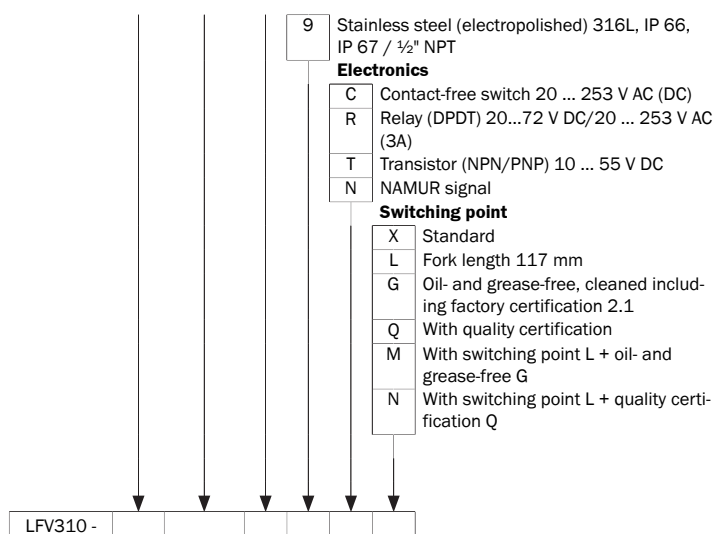 9 Stainless steel (electropolished) 316L, IP 66,
IP 67 / ½" NPT
Electronics
C Contact-free switch 20 ... 253 V AC (DC)
R Relay (DPDT) 20...72 V DC/20 ... 253 V AC
(3A)
T Transistor (NPN/PNP) 10 ... 55 V DC
N NAMUR signal
Switching point
X Standard
L Fork length 117 mm
G Oil- and grease-free, cleaned includ-
ing factory certification 2.1
Q With quality certification
M With switching point L + oil- and
grease-free G
N With switching point L + quality certi-
fication Q
LFV310 -